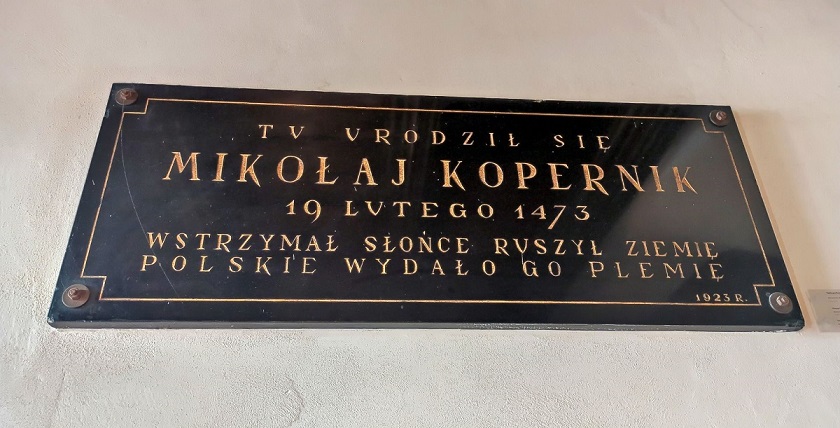 TV VRODZIŁ SIĘ
MIKOŁAJ KOPERNIK
19 LVTEGO 1473
WSTRZYMAŁ SŁOŃCE RVSZYŁ ZIEMIĘ
POLSKIE WYDAŁO GO PLEMIĘ
1923 R.